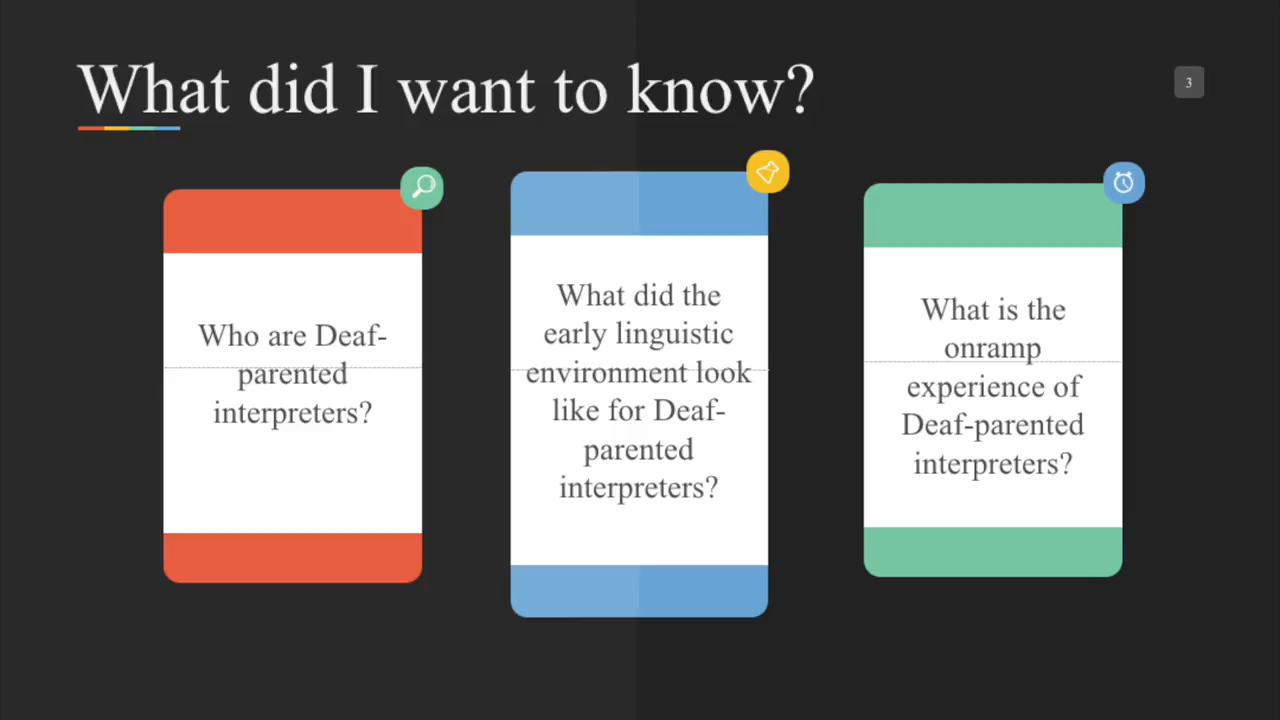 What did I want to know?
3
Who are Deaf-
parented
interpreters?
What did the
early linguistic
environment look
like for Deaf-
parented
interpreters?
What is the
onramp
experience of
Deaf-parented
interpreters?